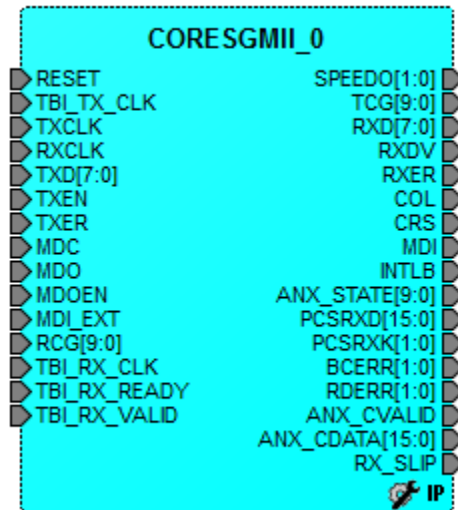 CORESGMII_0
RESET SPEEDO[1:0]
TBI_TX_CLK TCG[9:0]
TXCLK RXD[7:0]
RXCLK RXDV
TXD[7:0] RXER
TXEN COL
TXER CRS
MDC MDI
MDO INTLB
MDOEN ANX_STATE[9:0]
MDI_EXT PCSRXD[15:0]
RCG[9:0] PCSRXK[1:0]
TBI_RX_CLK BCERR[1:0]
TBI_RX_READY RDERR[1:0]
TBI_RX_VALID ANX_CVALID
ANX_CDATA[15:0]
RX_SLIP
IP